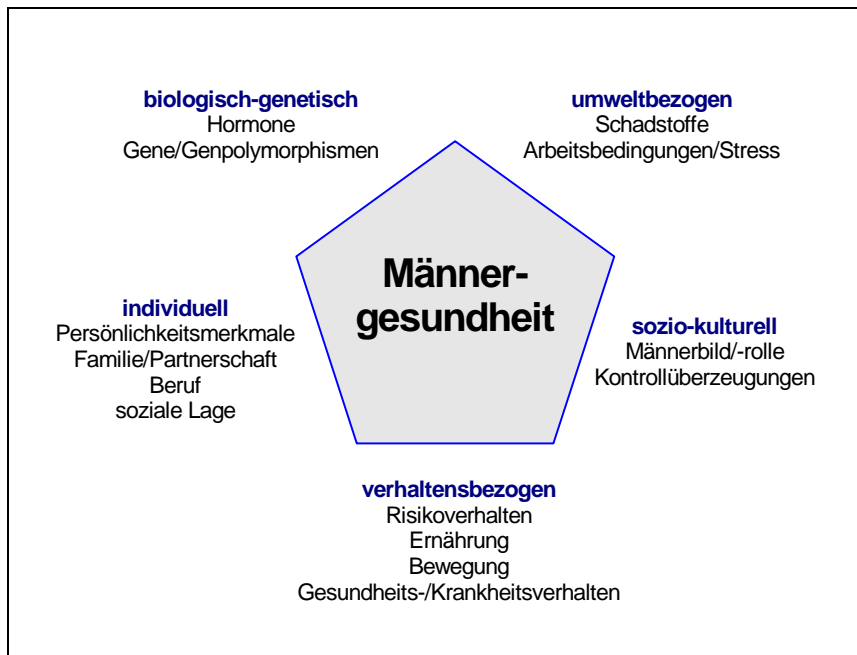 biologisch-genetisch
Hormone
Gene/Genpolymorphismen
umweltbezogen
Schadstoffe
Arbeitsbedingungen/Stress
Männer-
gesundheit
individuell
Persönlichkeitsmerkmale
Familie/Partnerschaft
Beruf
soziale Lage
sozio-kulturell
Männerbild/-rolle
Kontrollüberzeugungen
verhaltensbezogen
Risikoverhalten
Ernährung
Bewegung
Gesundheits-/Krankheitsverhalten